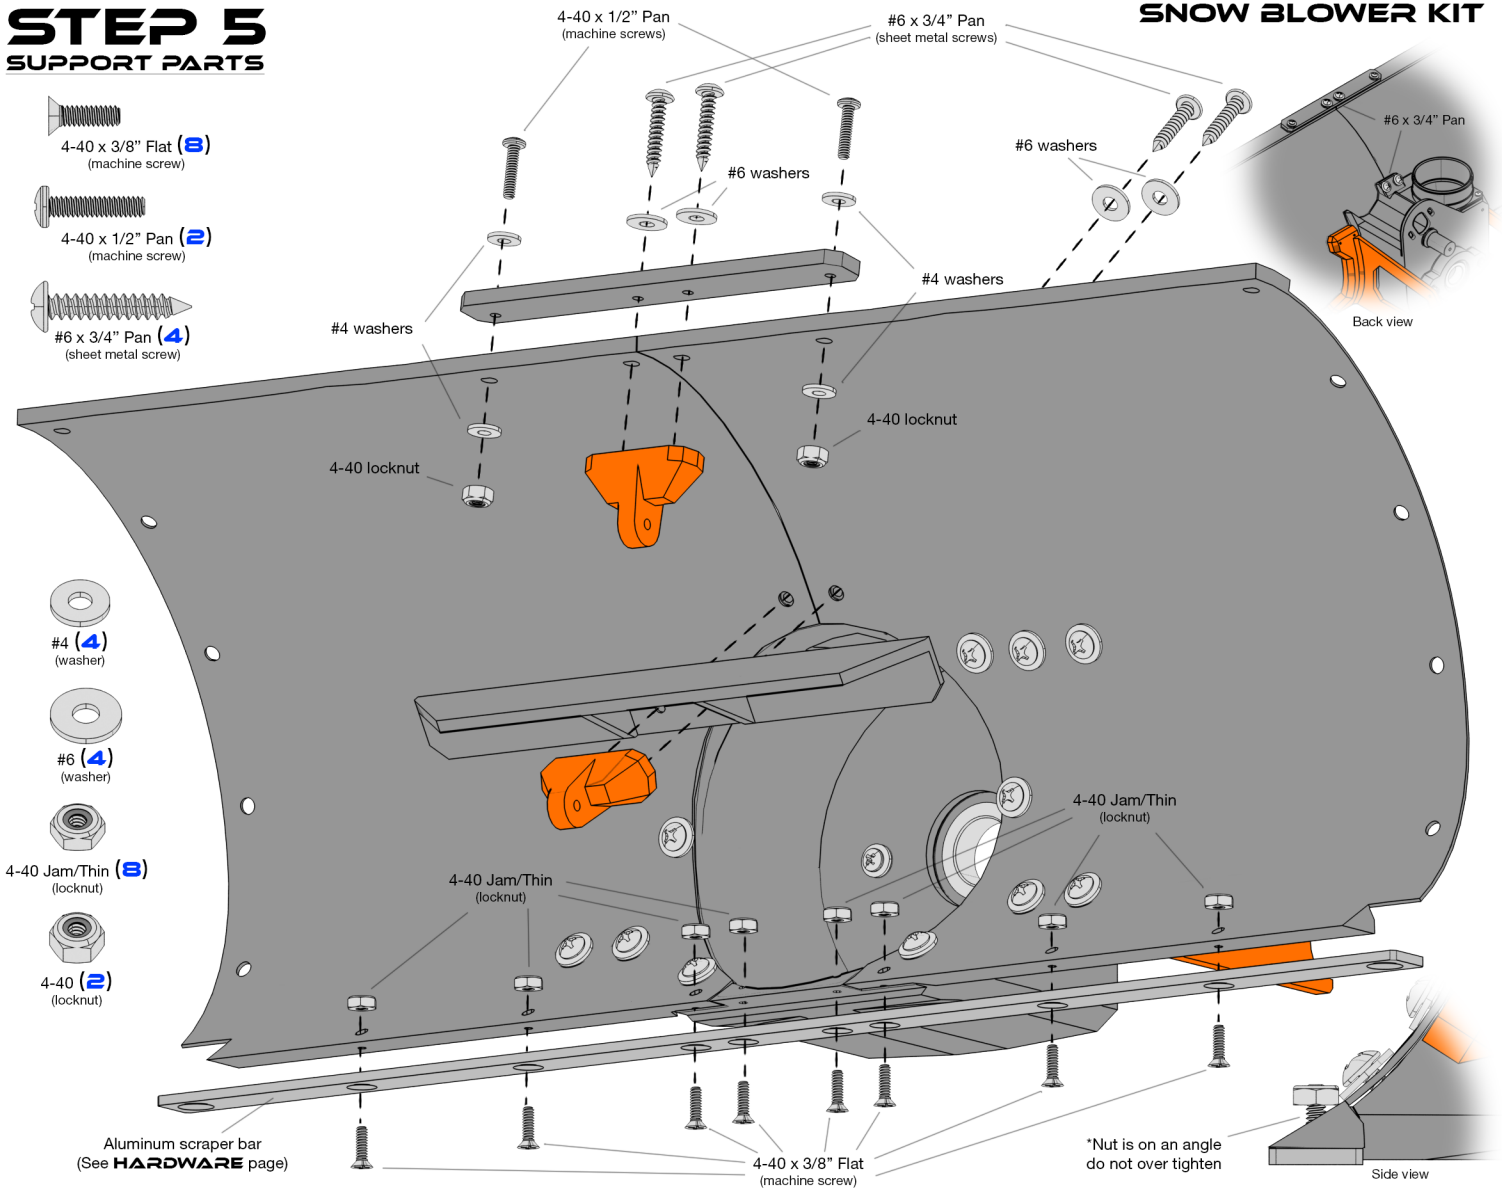 STEP 5
SUPPORT PARTS
SNOW BLOWER KIT
4-40 x 1/2” Pan
(machine screws)
#6 x 3/4” Pan
(sheet metal screws)
4-40 x 3/8” Flat (8)
(machine screw)
4-40 x 1/2” Pan (2)
(machine screw)
#6 x 3/4” Pan (4)
(sheet metal screw)
#6 washers
#6 washers
#6 x 3/4” Pan
Back view
#4 washers
#4 washers
4-40 locknut
4-40 locknut
#4 (4)
(washer)
#6 (4)
(washer)
4-40 Jam/Thin (8)
(locknut)
4-40 (2)
(locknut)
4-40 Jam/Thin
(locknut)
4-40 Jam/Thin
(locknut)
Aluminum scraper bar
(See HARDWARE page)
4-40 x 3/8” Flat
(machine screw)
*Nut is on an angle
do not over tighten
Side view